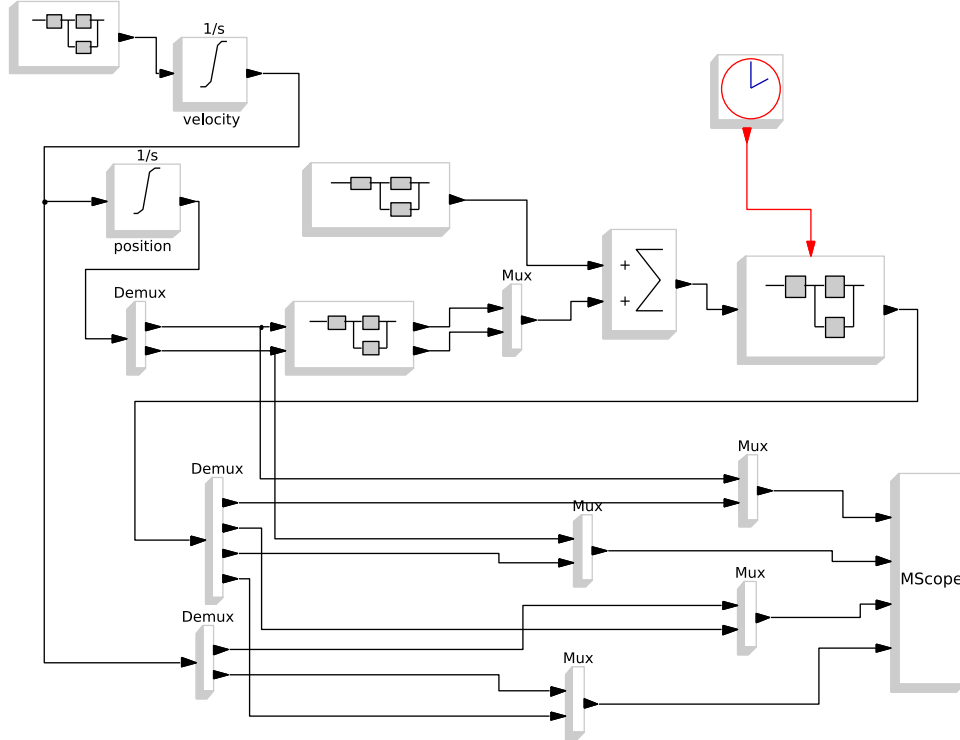 1/s
velocity
1/s
position
Demux
Mux
+
+
Mux
Demux
Mux
MScope
Mux
Demux
Mux